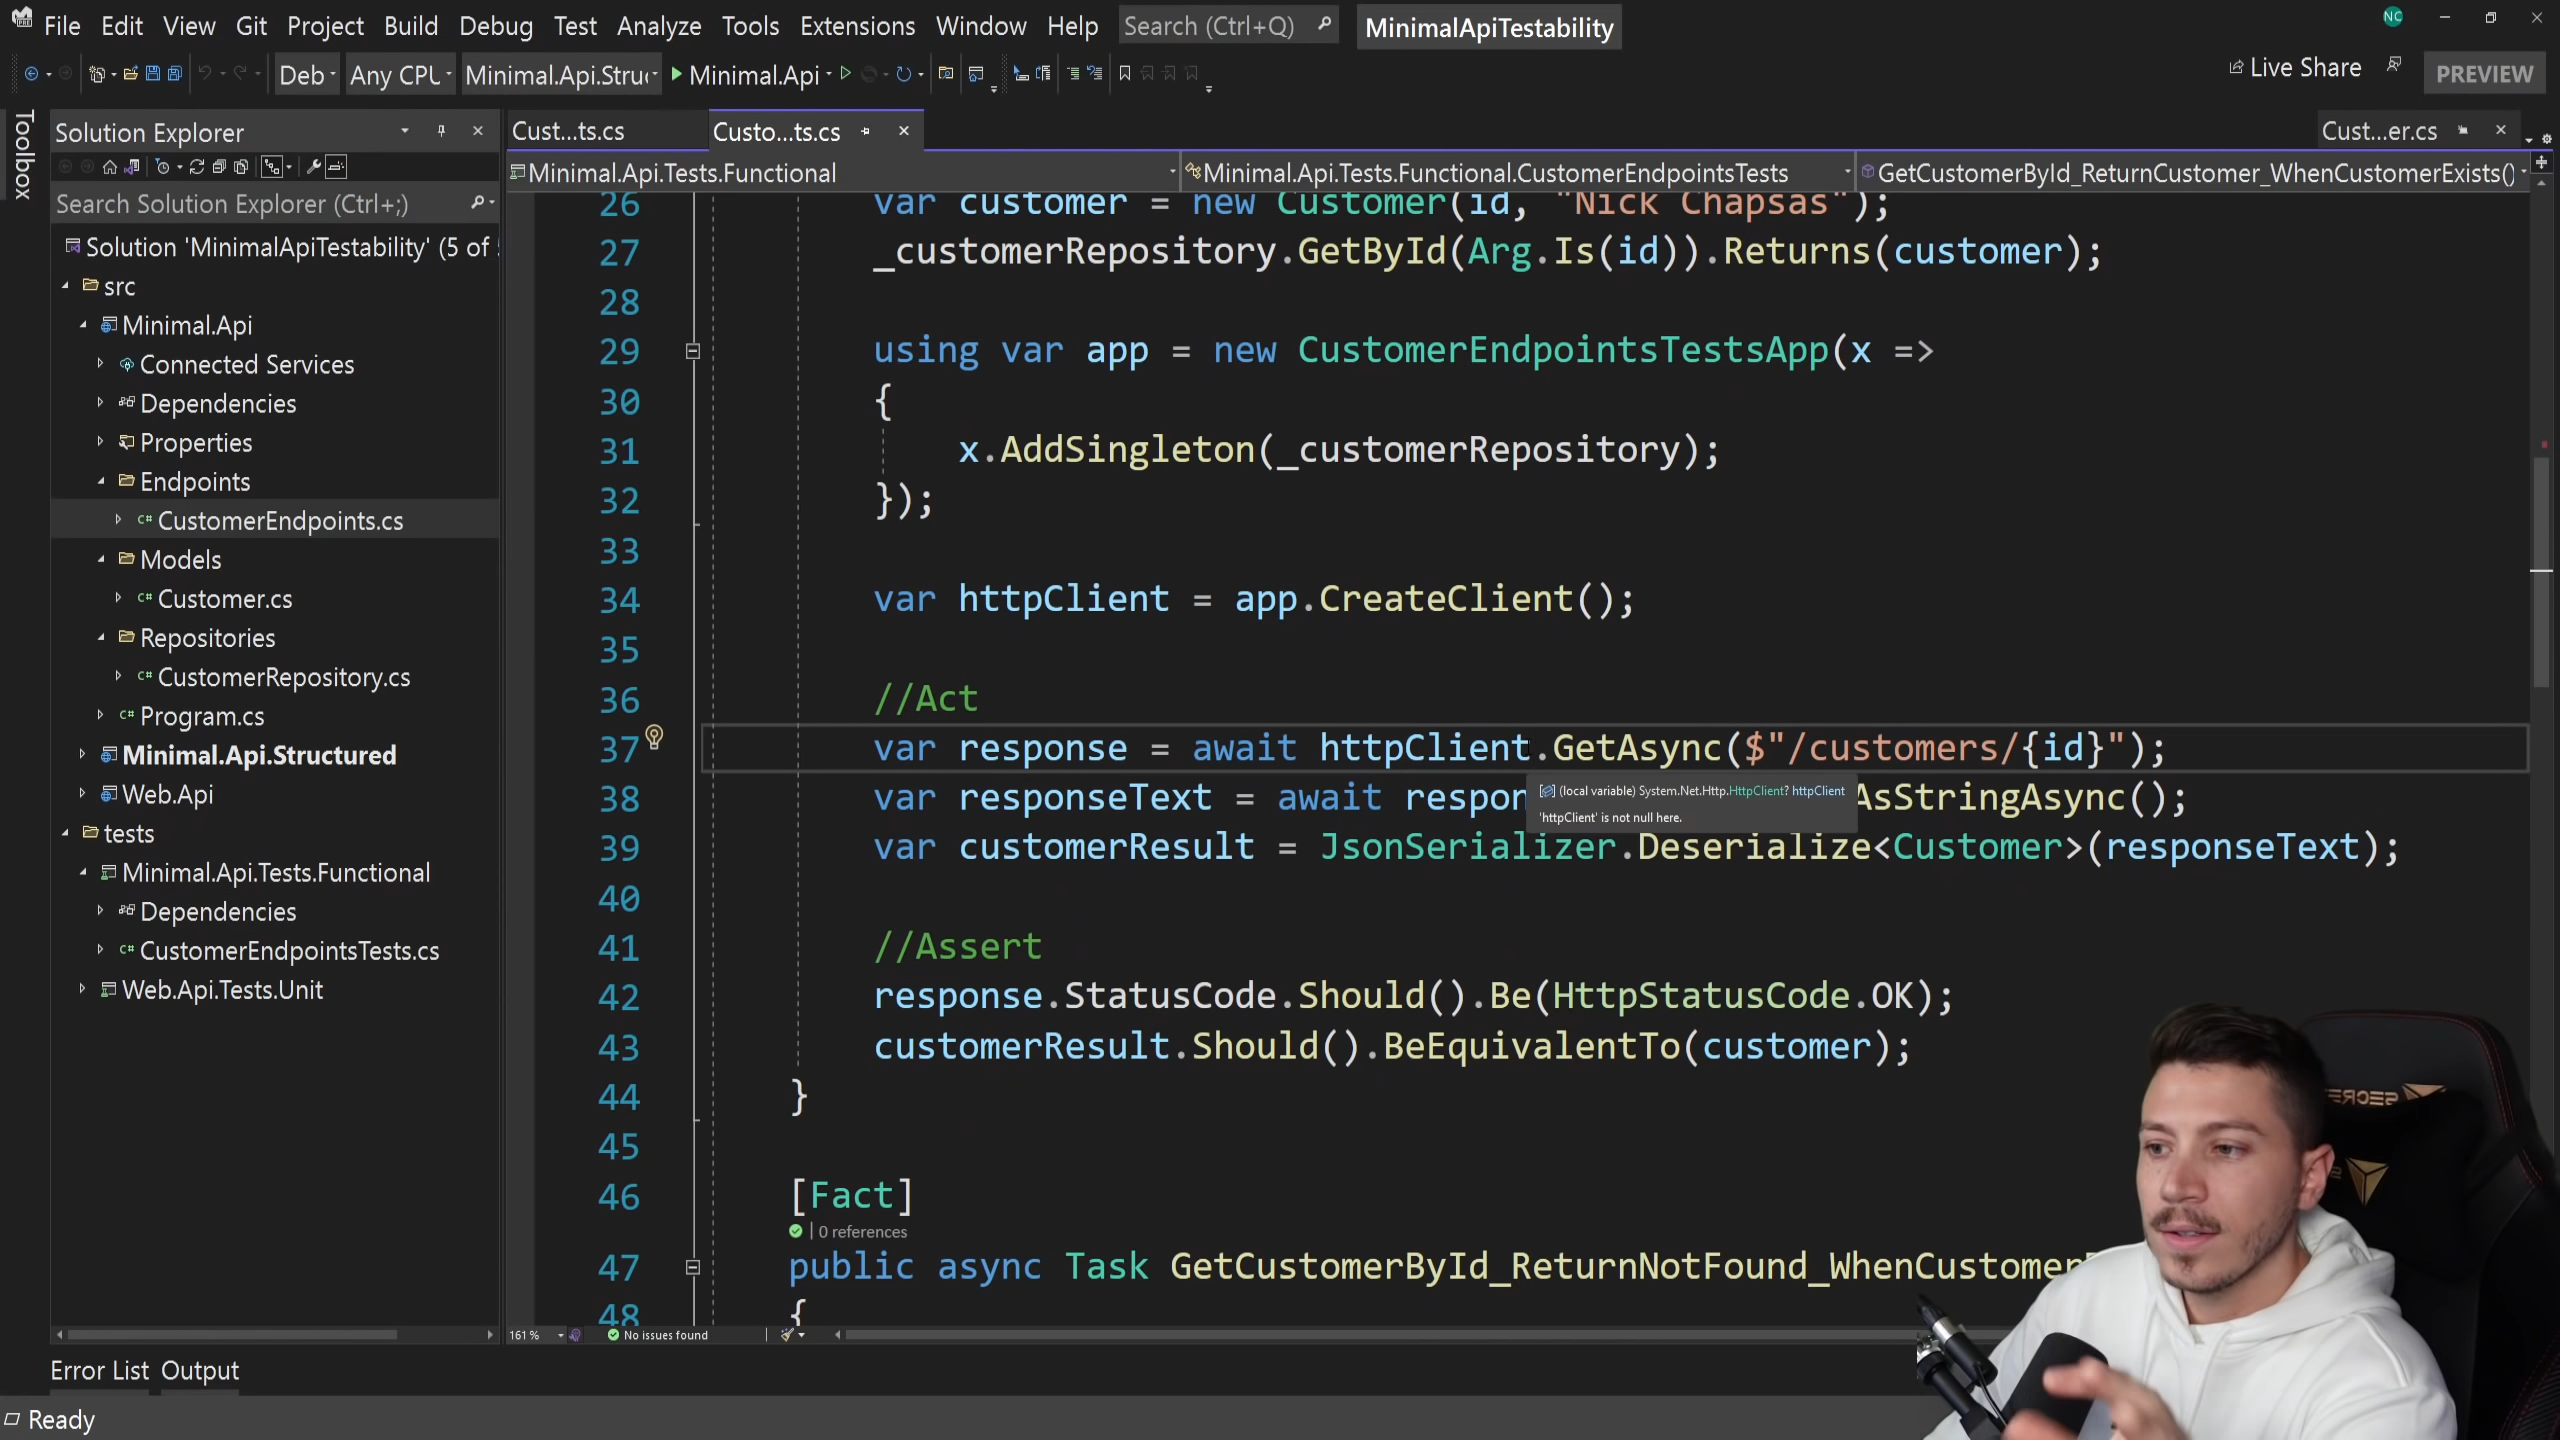 File Edit View Git Project Build Debug Test Analyze Tools Extensions Window Help Search (Ctrl+Q) MinimalApiTestability NC
Deb Any CPU Minimal.Api.Struc Minimal.Api Live Share PREVIEW
Toolbox
Solution Explorer
Search Solution Explorer (Ctrl+;)
Solution 'MinimalApiTestability' (5 of 5
src
Minimal.Api
Connected Services
Dependencies
Properties
Endpoints
CustomerEndpoints.cs
Models
Customer.cs
Repositories
CustomerRepository.cs
Program.cs
Minimal.Api.Structured
Web.Api
tests
Minimal.Api.Tests.Functional
Dependencies
CustomerEndpointsTests.cs
Web.Api.Tests.Unit
Cust...ts.cs Custo...ts.cs Cust...er.cs
Minimal.Api.Tests.Functional Minimal.Api.Tests.Functional.CustomerEndpointsTests GetCustomerById_ReturnCustomer_WhenCustomerExists()
26 var customer = new Customer(id, "Nick Chapsas");
27 _customerRepository.GetById(Arg.Is(id)).Returns(customer);
28
29 using var app = new CustomerEndpointsTestsApp(x =>
30 {
31 x.AddSingleton(_customerRepository);
32 });
33
34 var httpClient = app.CreateClient();
35
36 //Act
37 var response = await httpClient.GetAsync($"/customers/{id}");
38 var responseText = await respon AsStringAsync();
(local variable) System.Net.Http.HttpClient? httpClient
'httpClient' is not null here.
39 var customerResult = JsonSerializer.Deserialize<Customer>(responseText);
40
41 //Assert
42 response.StatusCode.Should().Be(HttpStatusCode.OK);
43 customerResult.Should().BeEquivalentTo(customer);
44 }
45
46 [Fact]
0 references
47 public async Task GetCustomerById_ReturnNotFound_WhenCustomer
48 {
161 % No issues found
Error List Output
Ready